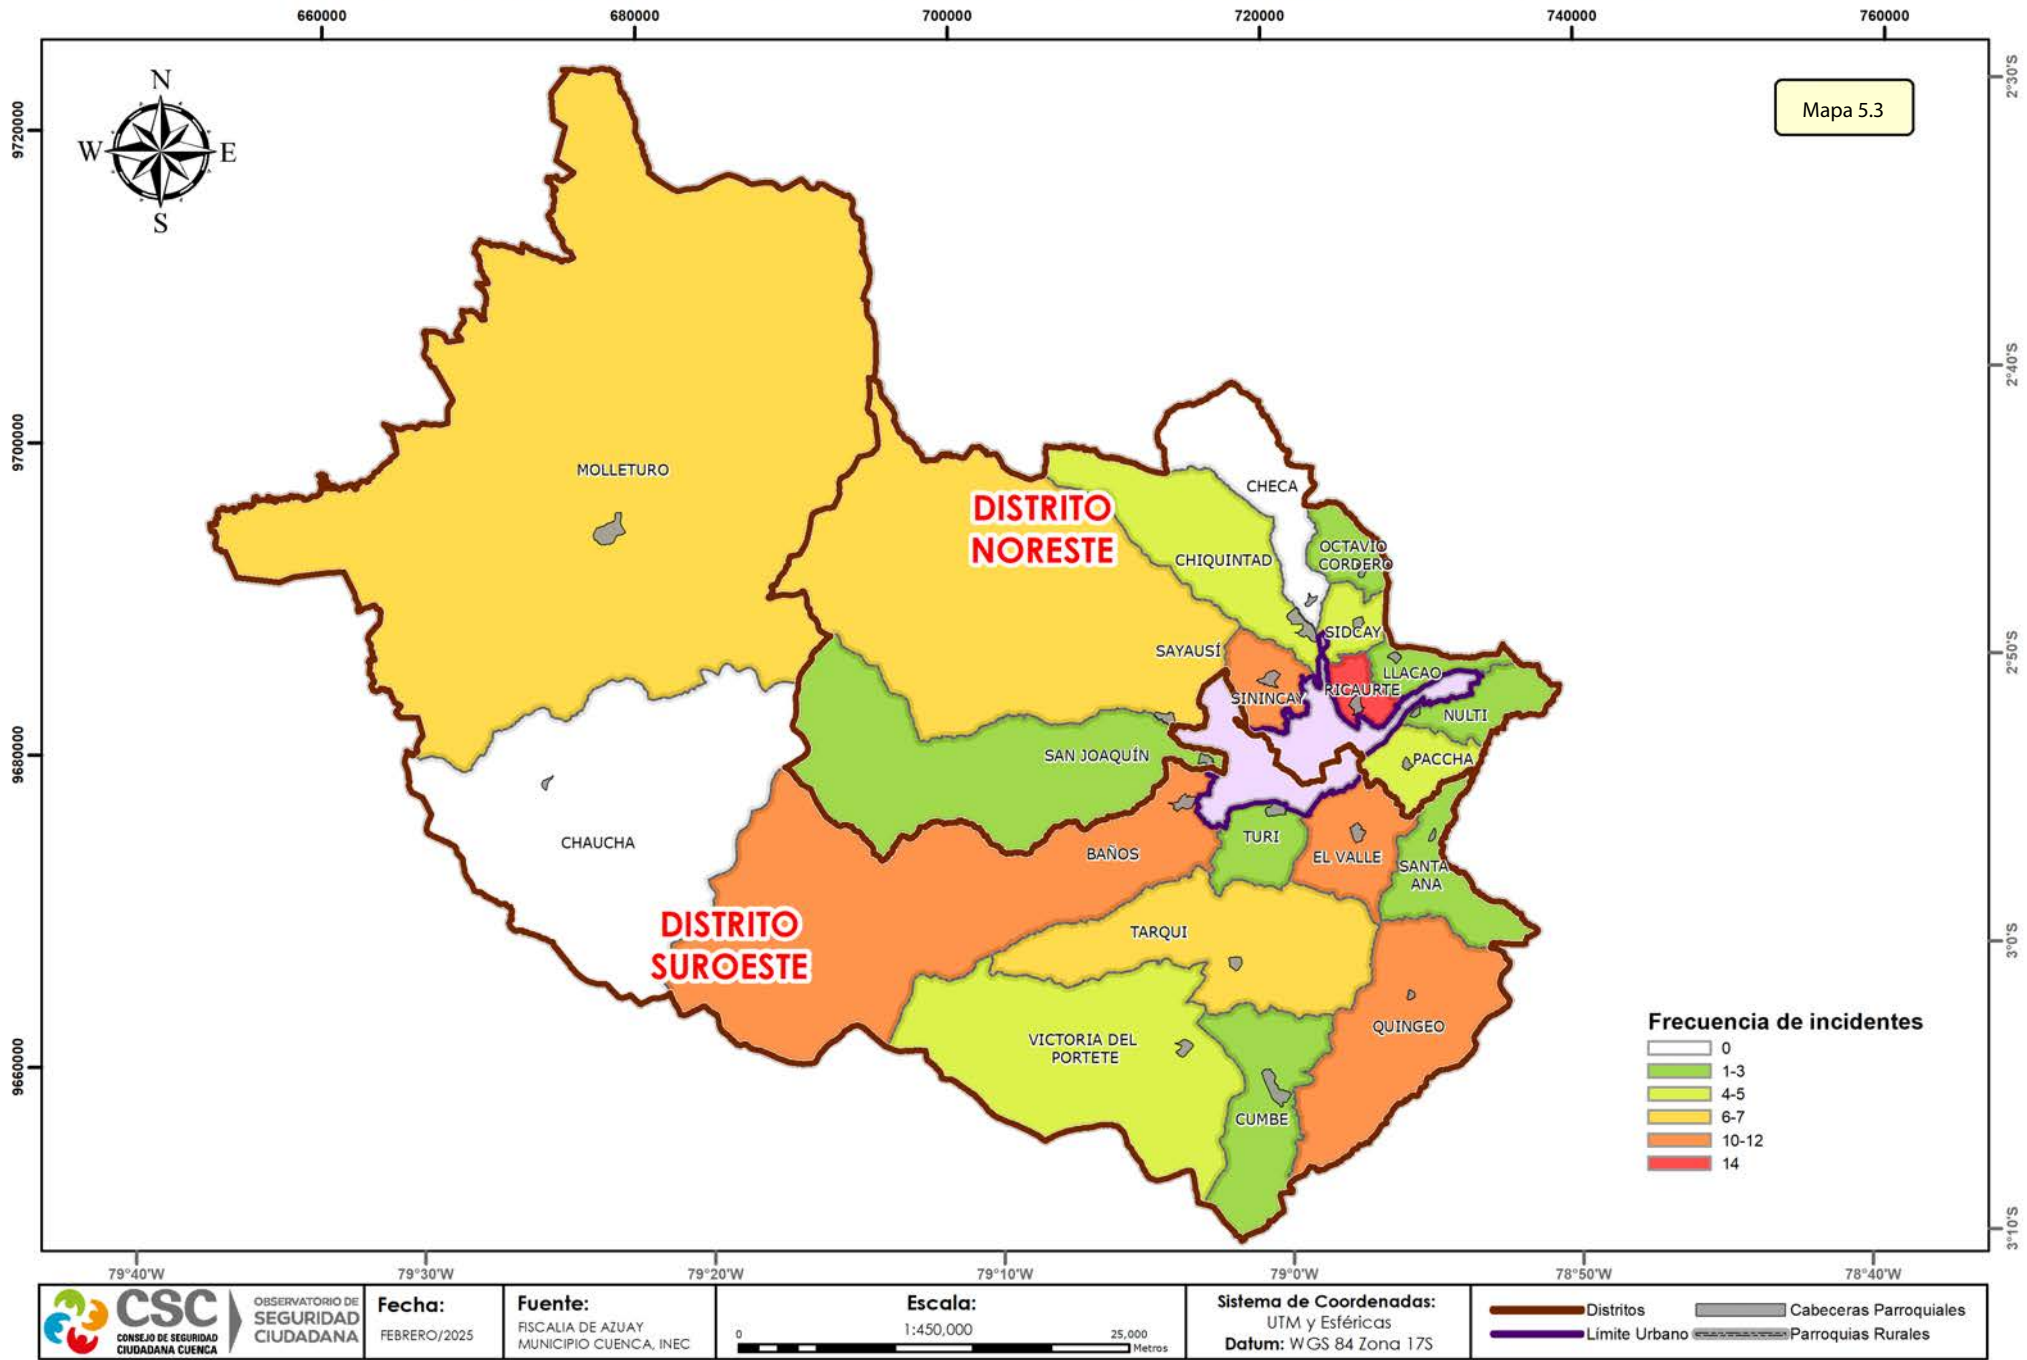 660000
680000
700000
720000
740000
760000
9720000
9700000
9680000
9660000
2°30'S
2°40'S
2°50'S
3°0'S
3°10'S
N
W
E
S
Mapa 5.3
MOLLETURO
DISTRITO
NORESTE
CHECA
CHIQUINTAD
OCTAVIO
CORDERO
SIDCAY
SAYAUSÍ
SININCAY
RICAURTE
LLACAO
NULTI
PACCHA
SAN JOAQUÍN
CHAUCHA
BAÑOS
TURI
EL VALLE
SANTA
ANA
DISTRITO
SUROESTE
TARQUI
VICTORIA DEL
PORTETE
QUINGEO
CUMBE
Frecuencia de incidentes
0
1-3
4-5
6-7
10-12
14
79°40'W
79°30'W
79°20'W
79°10'W
79°0'W
78°50'W
78°40'W
CSC
CONSEJO DE SEGURIDAD
CIUDADANA CUENCA
OBSERVATORIO DE
SEGURIDAD
CIUDADANA
Fecha:
FEBRERO/2025
Fuente:
FISCALIA DE AZUAY
MUNICIPIO CUENCA, INEC
Escala:
1:450,000
0
25,000
Metros
Sistema de Coordenadas:
UTM y Esféricas
Datum: WGS 84 Zona 17S
Distritos
Límite Urbano
Cabeceras Parroquiales
Parroquias Rurales